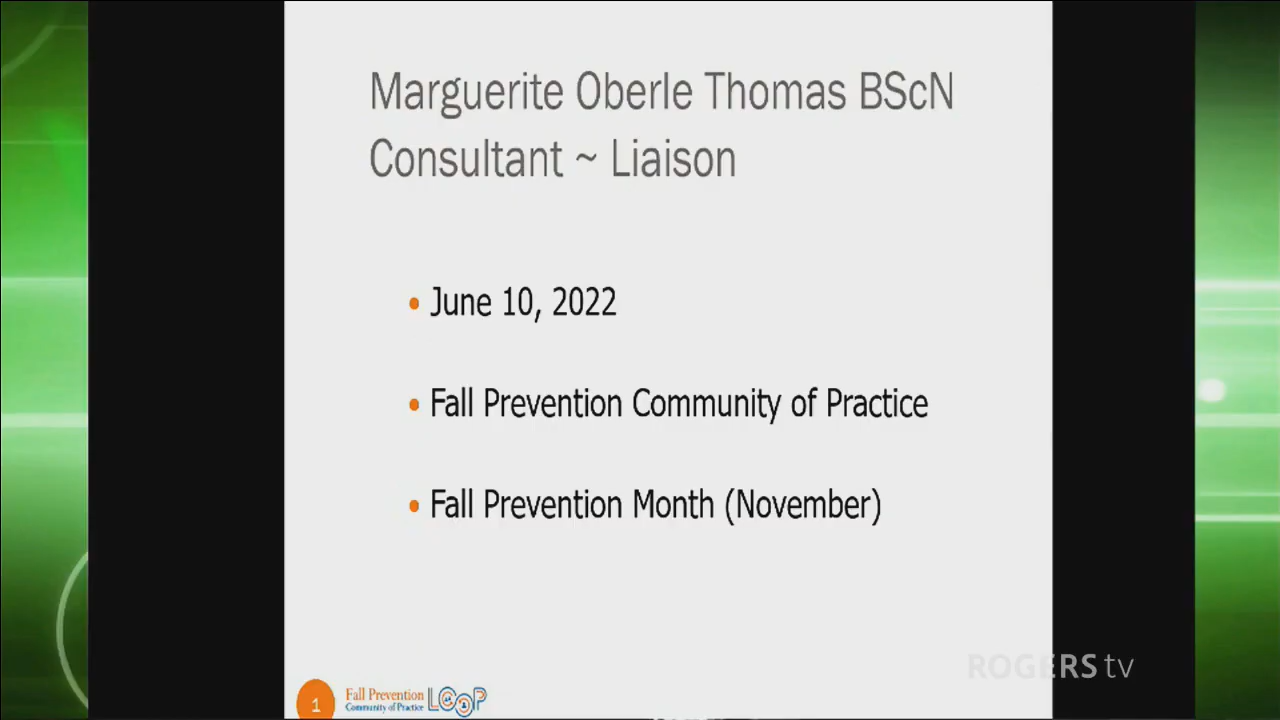 Marguerite Oberle Thomas BScN
Consultant ~ Liaison
• June 10, 2022
• Fall Prevention Community of Practice
• Fall Prevention Month (November)
1
Fall Prevention
Community of Practice
LOOP
ROGERS tv